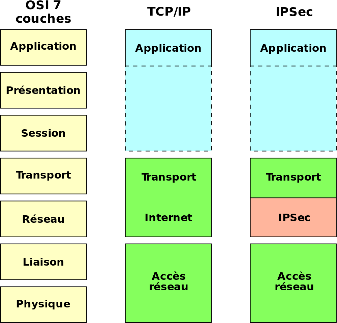 OSI 7
couches
TCP/IP
IPSec
Application
Présentation
Session
Transport
Réseau
Liaison
Physique
Application
Transport
Internet
Accès
réseau
Application
Transport
IPSec
Accès
réseau